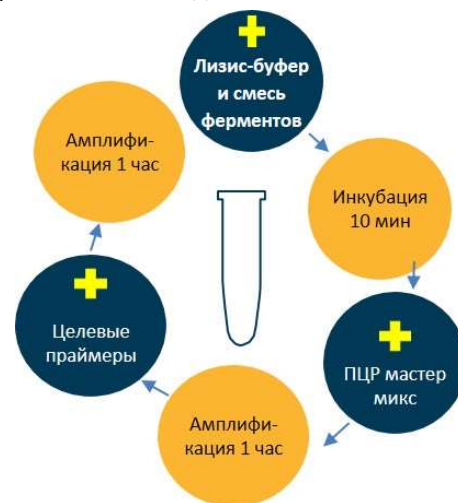 Лизис-буфер
и смесь
ферментов
Инкубация
10 мин
ПЦР мастер
микс
Амплифи-
кация 1 час
Целевые
праймеры
Амплифи-
кация 1 час